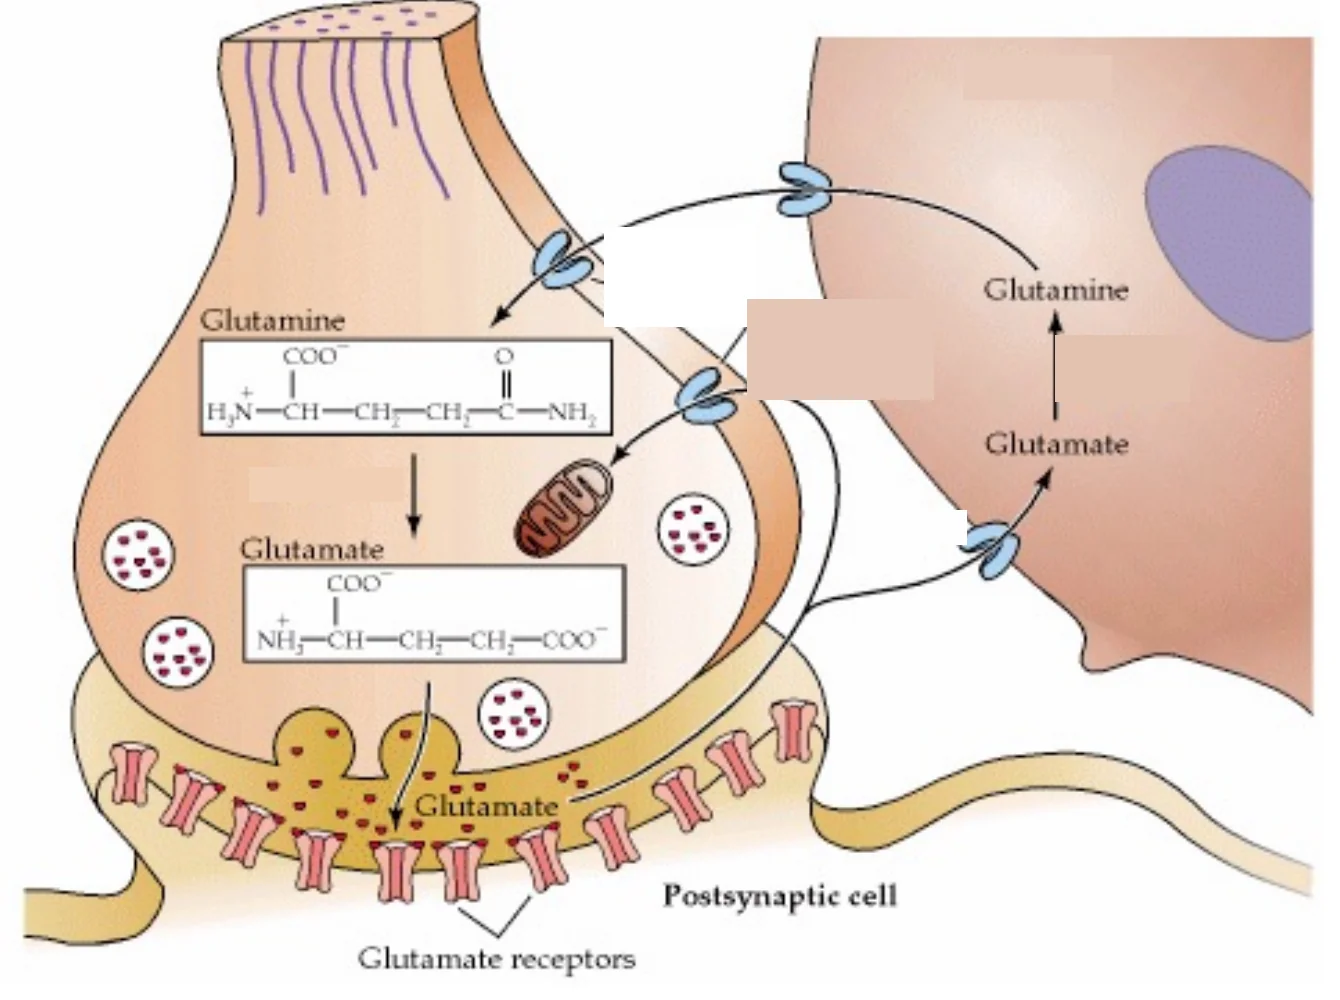 Glutamine
COO⁻ O
H₃N⁺—CH—CH₂—CH₂—C—NH₂
Glutamate
COO⁻
NH₃⁺—CH—CH₂—CH₂—COO⁻
Glutamine
Glutamate
Glutamate
Postsynaptic cell
Glutamate receptors